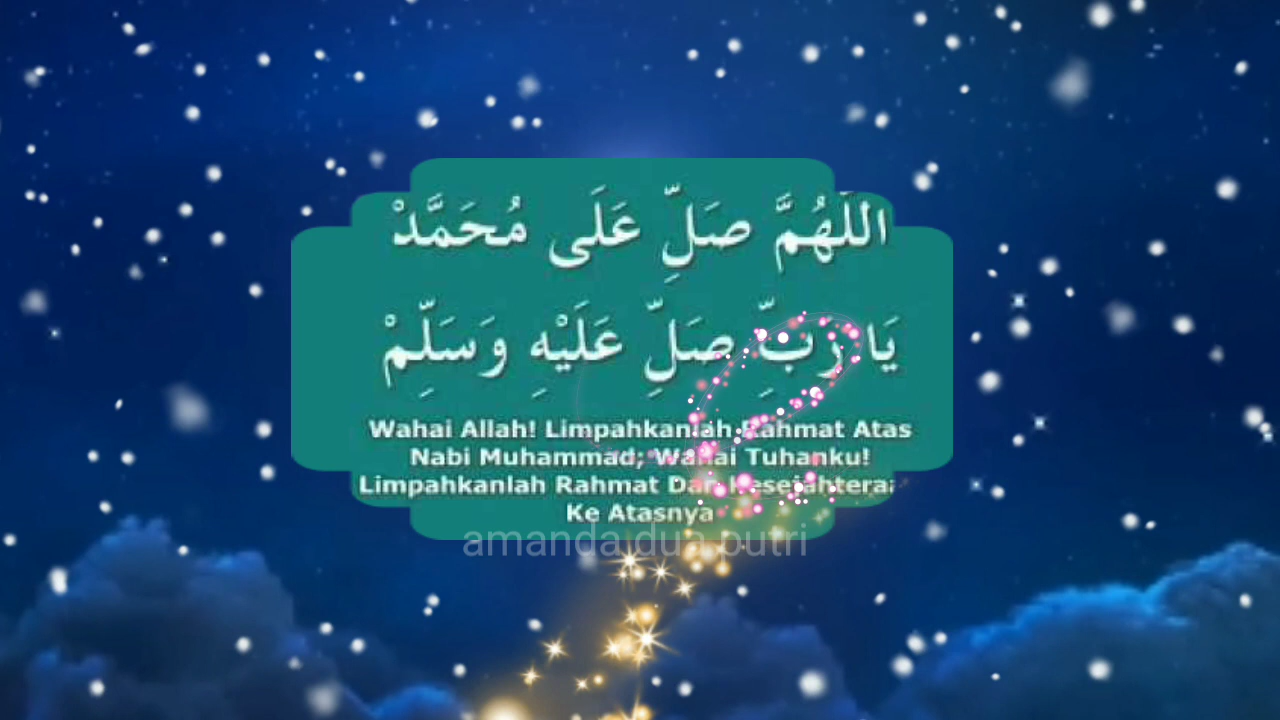 اللّهُمَّ صَلِّ عَلَى مُحَمَّدْ
يَا رَبِّ صَلِّ عَلَيْهِ وَسَلِّمْ
Wahai Allah! Limpahkanlah Rahmat Atas
Nabi Muhammad; Wahai Tuhanku!
Limpahkanlah Rahmat Dan Kesejahteraan
Ke Atasnya
amanda dua putri